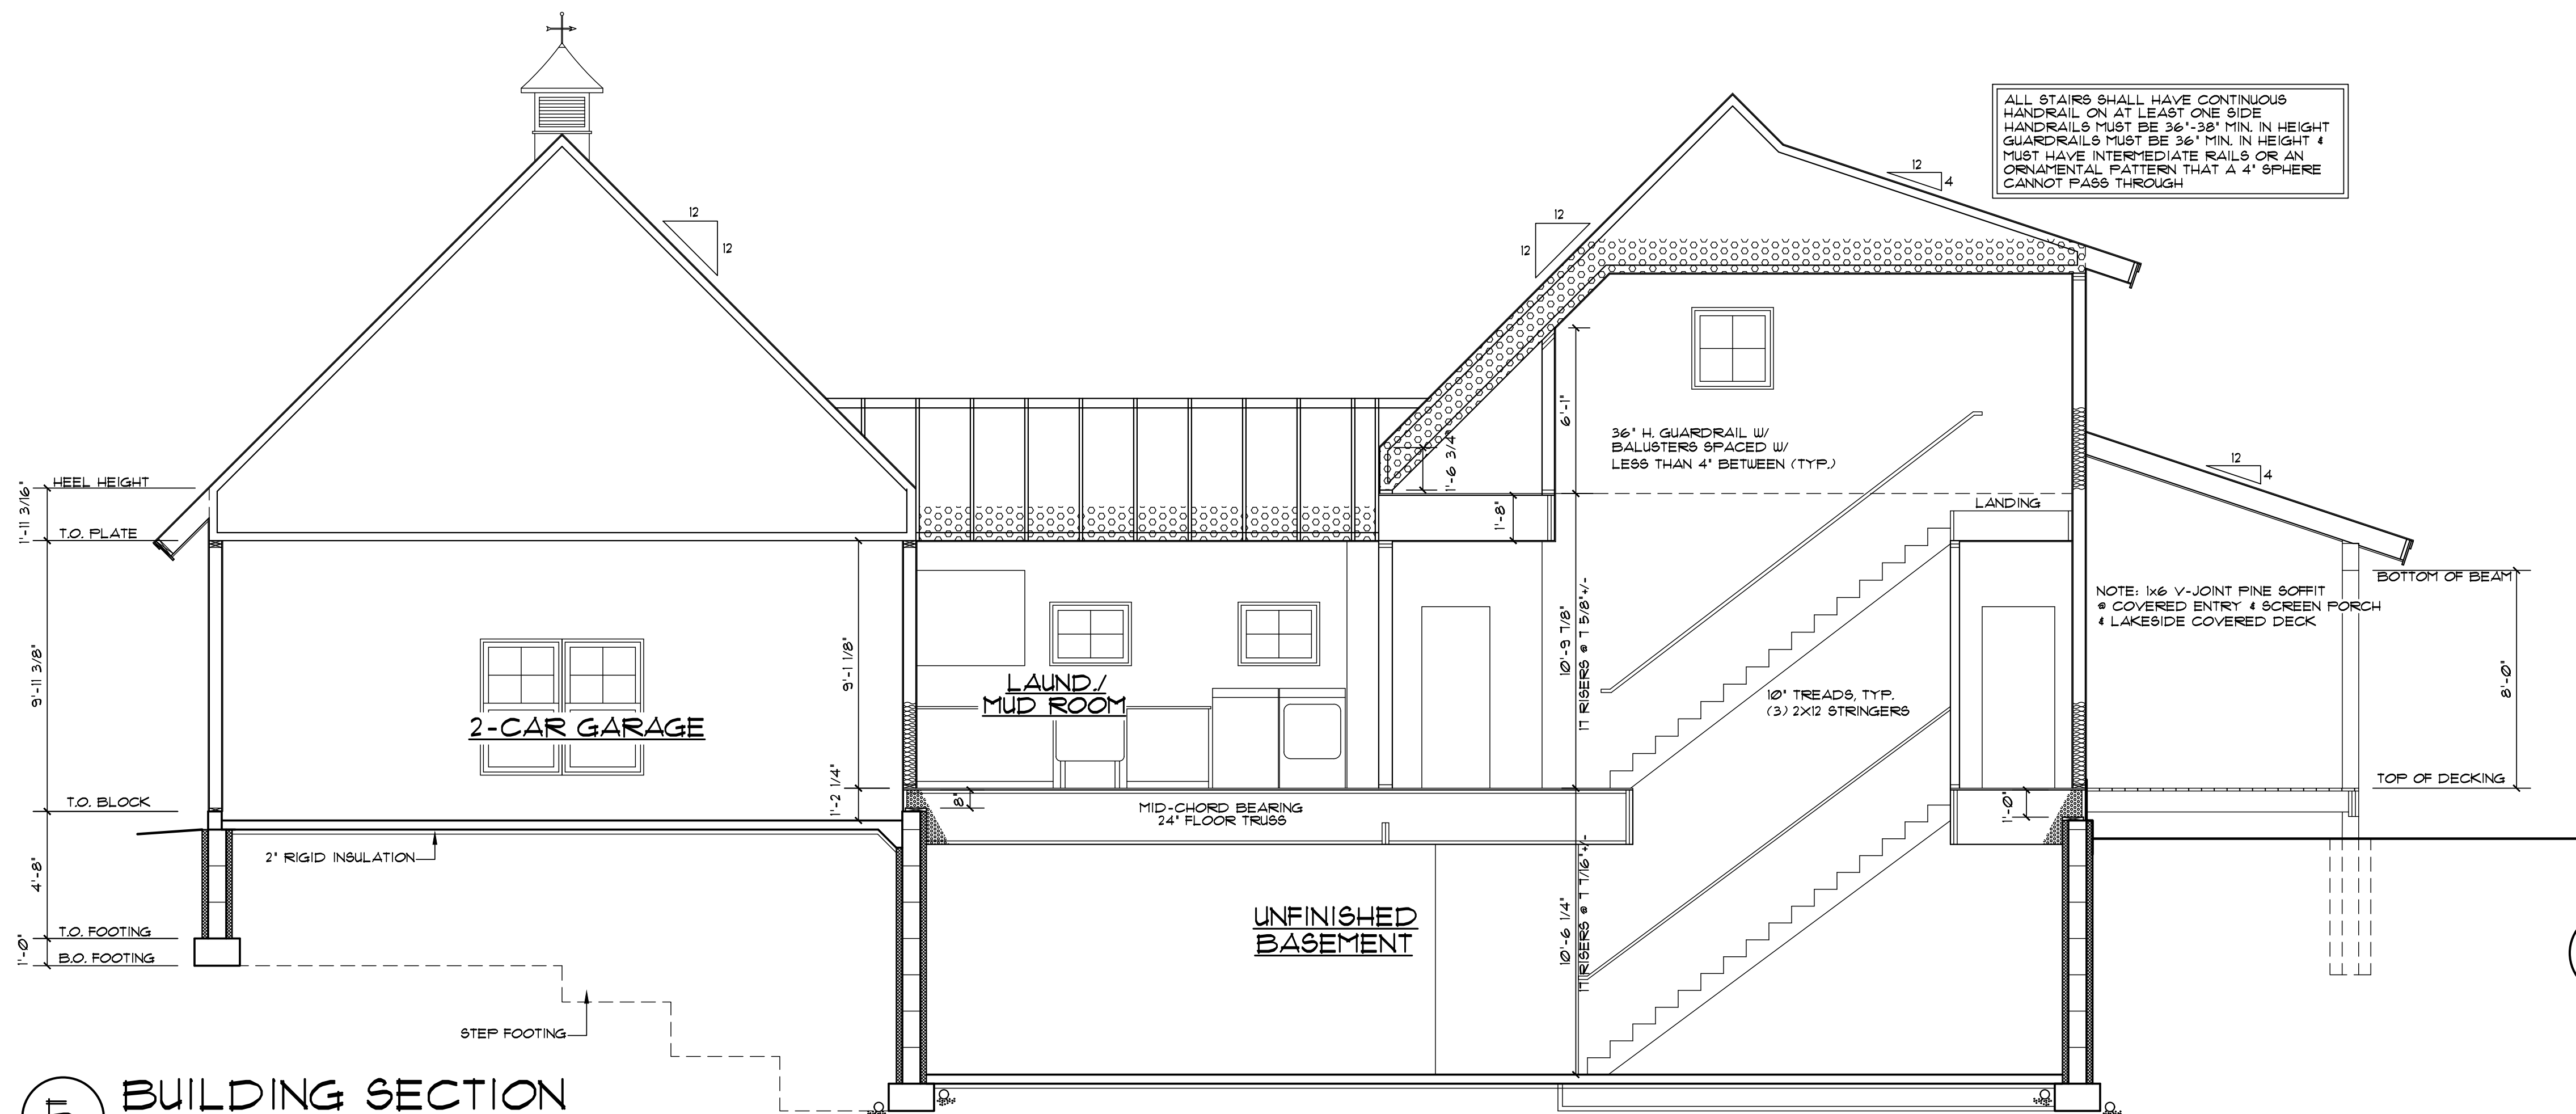 ALL STAIRS SHALL HAVE CONTINUOUS
HANDRAIL ON AT LEAST ONE SIDE
HANDRAILS MUST BE 36"-38" MIN. IN HEIGHT
GUARDRAILS MUST BE 36" MIN. IN HEIGHT &
MUST HAVE INTERMEDIATE RAILS OR AN
ORNAMENTAL PATTERN THAT A 4" SPHERE
CANNOT PASS THROUGH
12
4
12
12
12
12
6'-1"
36" H. GUARDRAIL W/
BALUSTERS SPACED W/
LESS THAN 4" BETWEEN (TYP.)
1'-6 3/4"
12
4
HEEL HEIGHT
1'-11 3/16"
T.O. PLATE
1'-8"
LANDING
BOTTOM OF BEAM
NOTE: 1x6 V-JOINT PINE SOFFIT
@ COVERED ENTRY & SCREEN PORCH
& LAKESIDE COVERED DECK
9'-11 3/8"
9'-1 1/8"
10'-9 7/8"
17 RISERS @ 7 5/8"+/-
8'-0"
LAUND./
MUD ROOM
10" TREADS, TYP.
(3) 2X12 STRINGERS
2-CAR GARAGE
T.O. BLOCK
1'-2 1/4"
8"
MID-CHORD BEARING
24" FLOOR TRUSS
1'-0"
TOP OF DECKING
2" RIGID INSULATION
4'-8"
UNFINISHED
BASEMENT
10'-6 1/4"
17 RISERS @ 7 7/16"+/-
T.O. FOOTING
1'-0"
B.O. FOOTING
STEP FOOTING
BUILDING SECTION